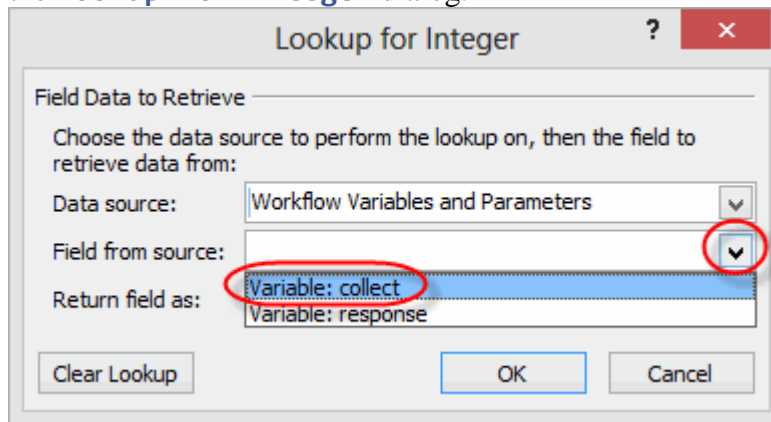 Lookup for Integer ? ×
Field Data to Retrieve
Choose the data source to perform the lookup on, then the field to
retrieve data from:
Data source: Workflow Variables and Parameters
Field from source:
Variable: collect
Return field as:
Variable: response
Clear Lookup OK Cancel